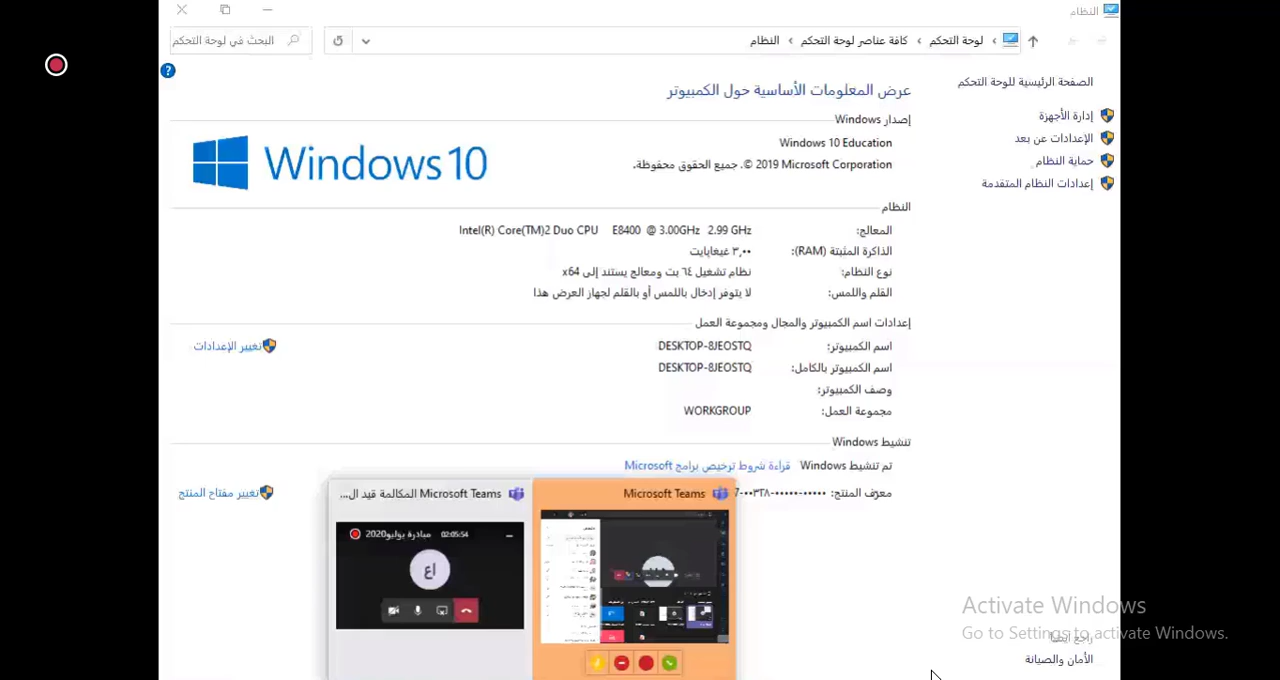 النظام
لوحة التحكم > كافة عناصر لوحة التحكم > النظام
البحث في لوحة التحكم
الصفحة الرئيسية للوحة التحكم
إدارة الأجهزة
الإعدادات عن بعد
حماية النظام
إعدادات النظام المتقدمة
عرض المعلومات الأساسية حول الكمبيوتر
إصدار Windows
Windows 10 Education
© 2019 Microsoft Corporation. جميع الحقوق محفوظة.
Windows 10
النظام
المعالج: Intel(R) Core(TM)2 Duo CPU E8400 @ 3.00GHz 2.99 GHz
الذاكرة المثبتة (RAM): ٣,٠٠ غيغابايت
نوع النظام: نظام تشغيل ٦٤ بت ومعالج يستند إلى x64
القلم واللمس: لا يتوفر إدخال باللمس أو بالقلم لجهاز العرض هذا
إعدادات اسم الكمبيوتر والمجال ومجموعة العمل
اسم الكمبيوتر: DESKTOP-8JEOSTQ
تغيير الإعدادات
اسم الكمبيوتر بالكامل: DESKTOP-8JEOSTQ
وصف الكمبيوتر:
مجموعة العمل: WORKGROUP
تنشيط Windows
تم تنشيط Windows قراءة شروط ترخيص برامج Microsoft
معرّف المنتج:
تغيير مفتاح المنتج
Microsoft Teams
المكالمة قيد ال... Microsoft Teams
مبادرة يوليو2020 02:05:54
اع
Activate Windows
Go to Settings to activate Windows.
راجع أيضًا
الأمان والصيانة